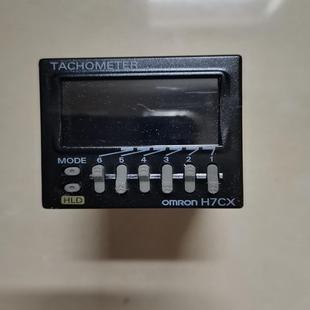 TACHOMETER
MODE
6 5 4 3 2 1
HLD
OMRON H7CX